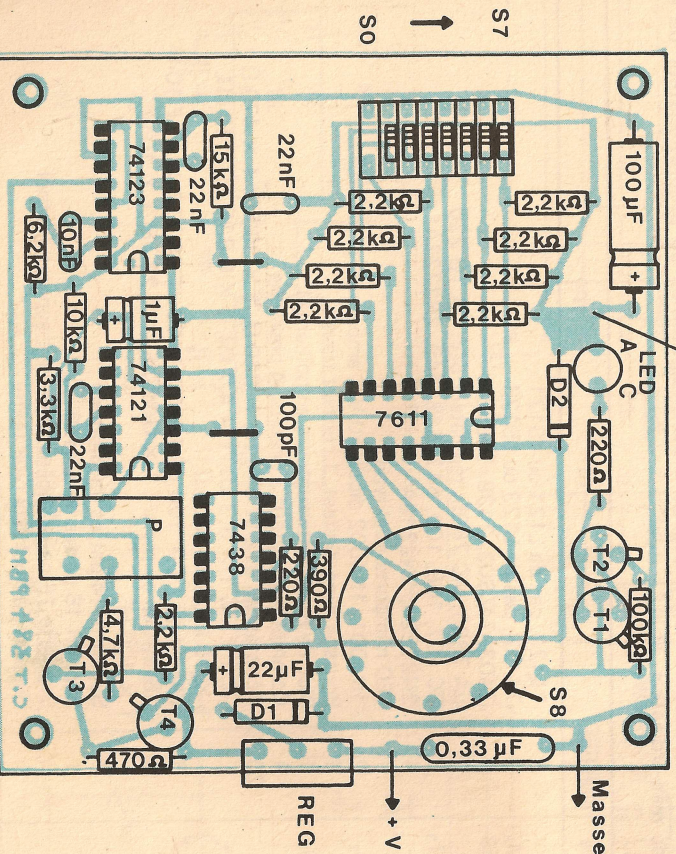 S0
S7
74123
22nF
15kΩ
22nF
100µF
+
6,2kΩ
10nF
2,2kΩ
2,2kΩ
2,2kΩ
2,2kΩ
2,2kΩ
2,2kΩ
2,2kΩ
2,2kΩ
10kΩ
+
1µF
LED
A
C
74121
3,3kΩ
22nF
100pF
7611
D2
220Ω
P
7438
220Ω
390Ω
T2
T1
100kΩ
4,7kΩ
2,2kΩ
T3
T4
+
22µF
D1
S8
470Ω
0,33µF
REG
+V
Masse